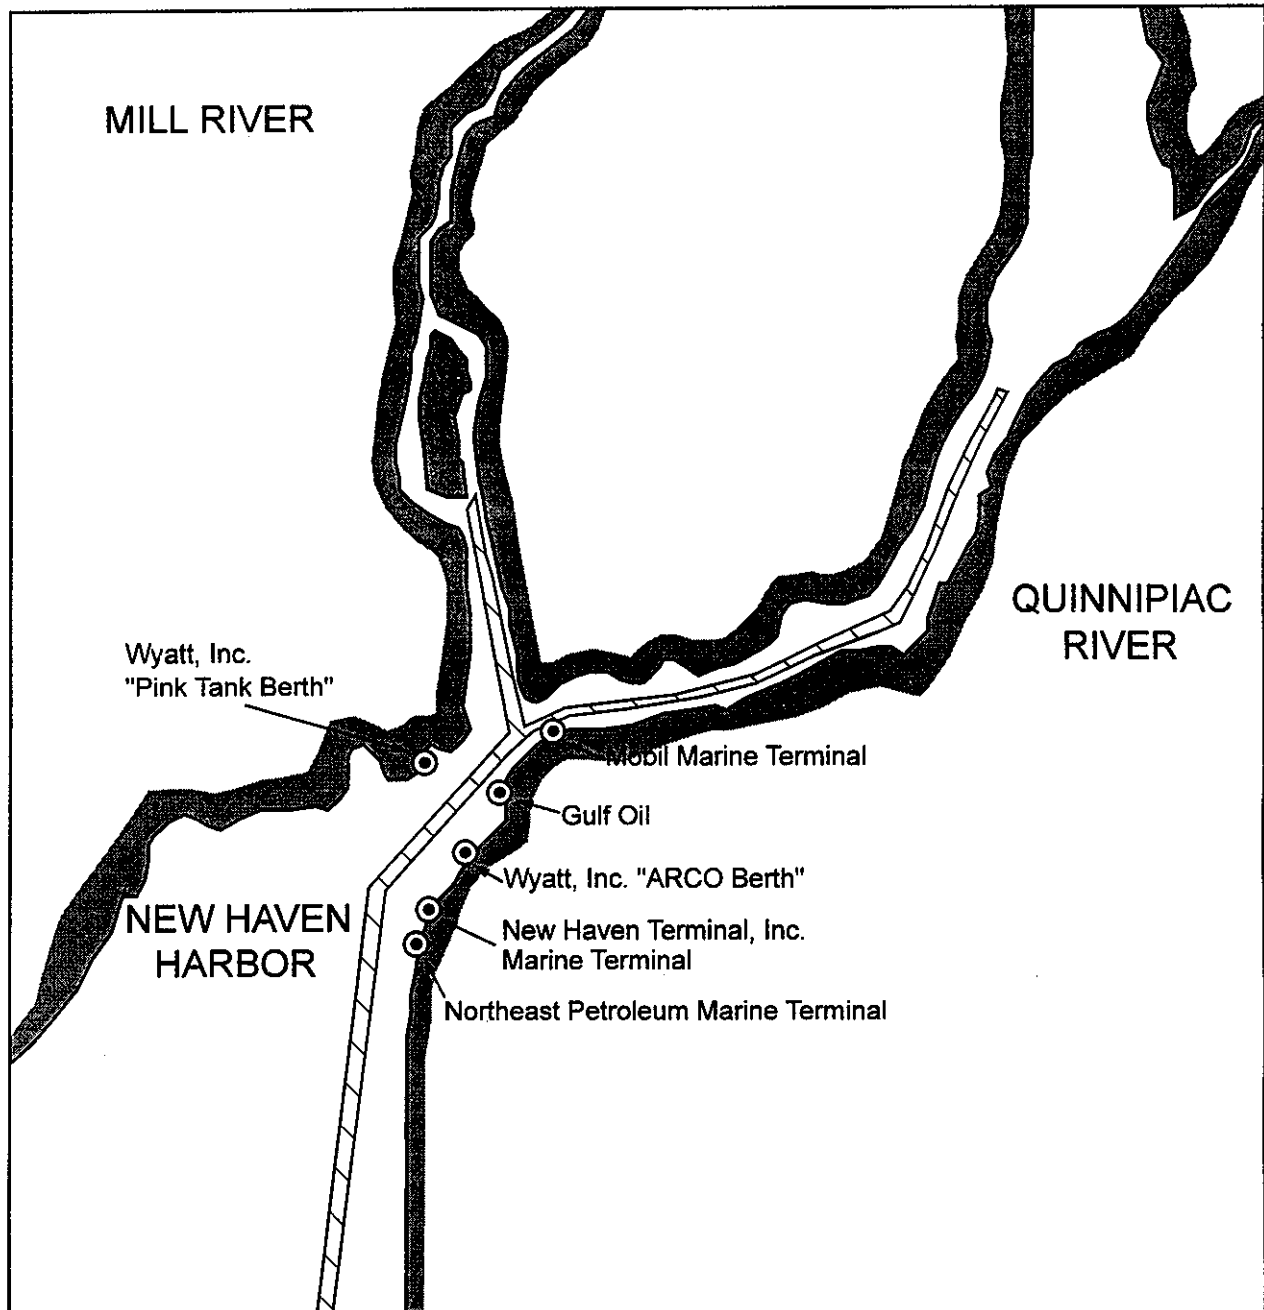 MILL RIVER
QUINNIPIAC
RIVER
Wyatt, Inc.
"Pink Tank Berth"
Mobil Marine Terminal
Gulf Oil
Wyatt, Inc. "ARCO Berth"
NEW HAVEN
HARBOR
New Haven Terminal, Inc.
Marine Terminal
Northeast Petroleum Marine Terminal